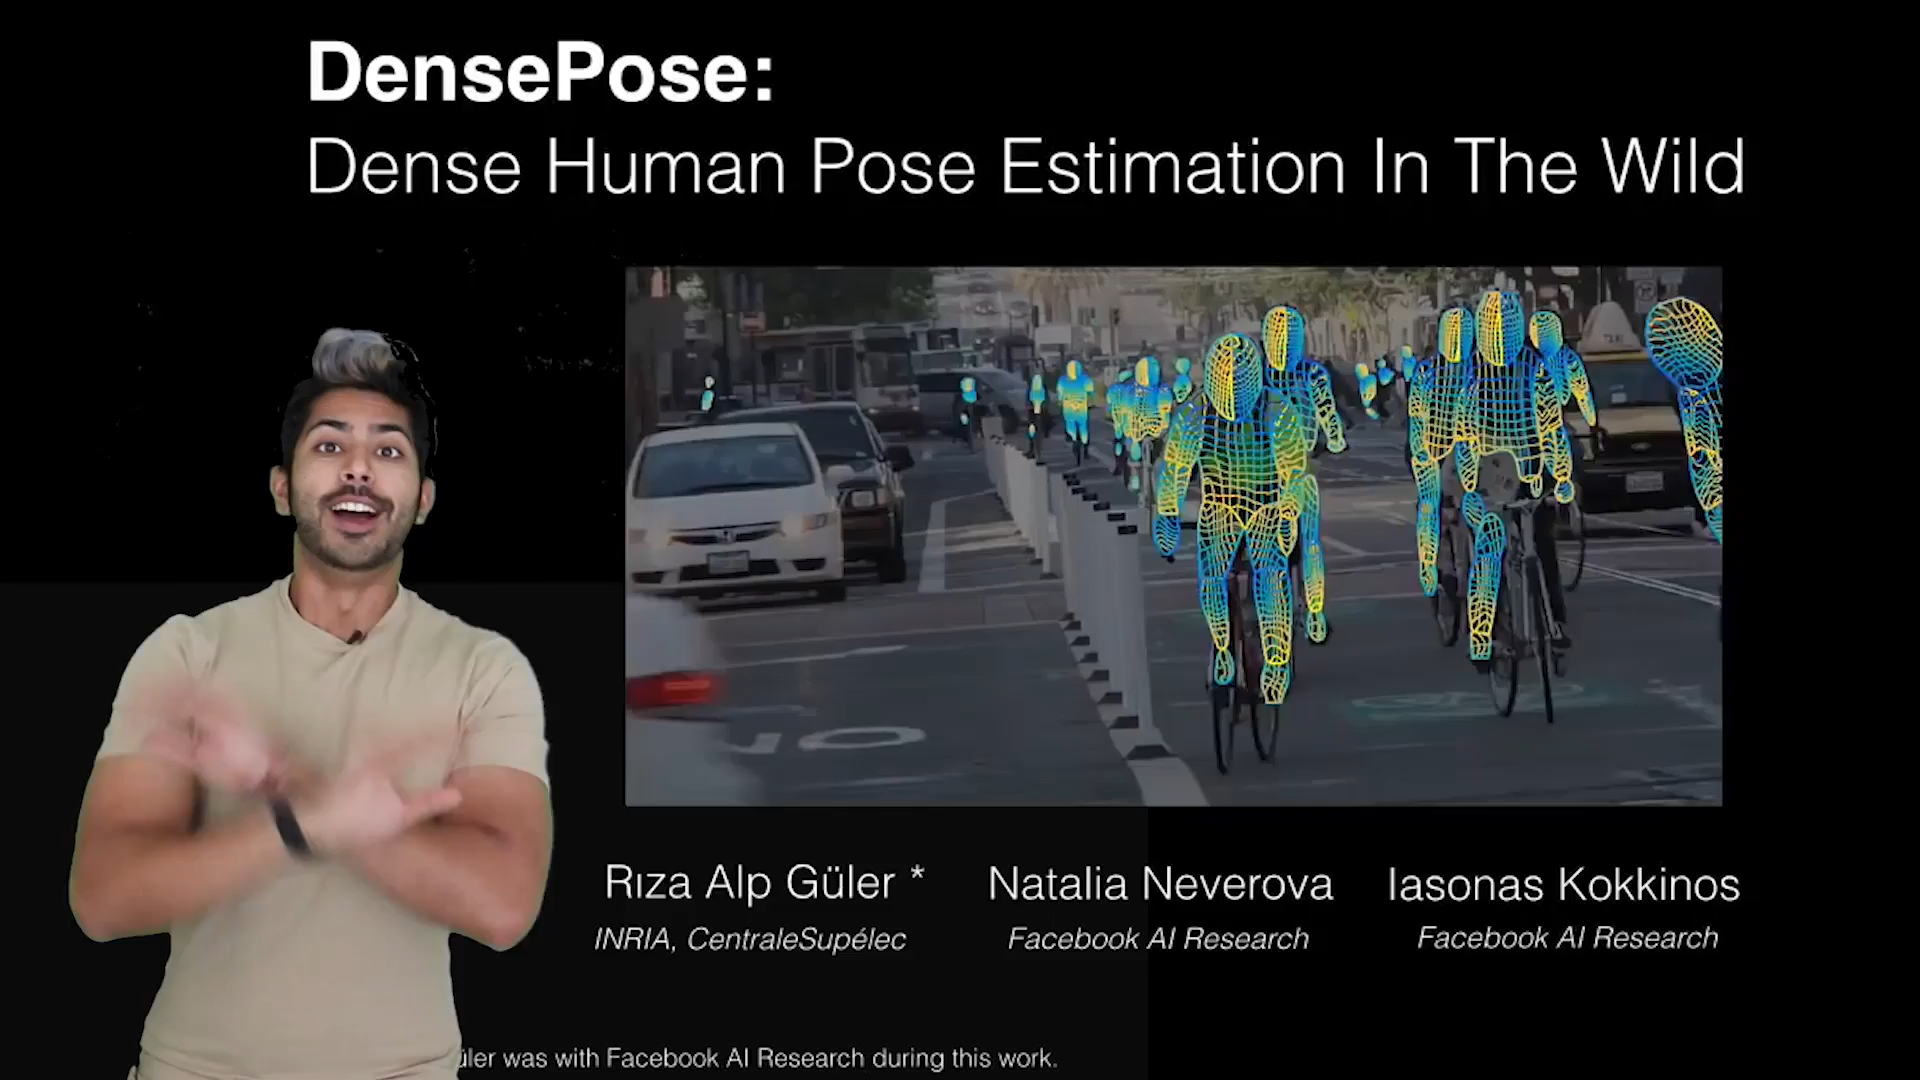 DensePose:
Dense Human Pose Estimation In The Wild
Rıza Alp Güler *
INRIA, CentraleSupélec
Natalia Neverova
Facebook AI Research
Iasonas Kokkinos
Facebook AI Research
was with Facebook AI Research during this work.